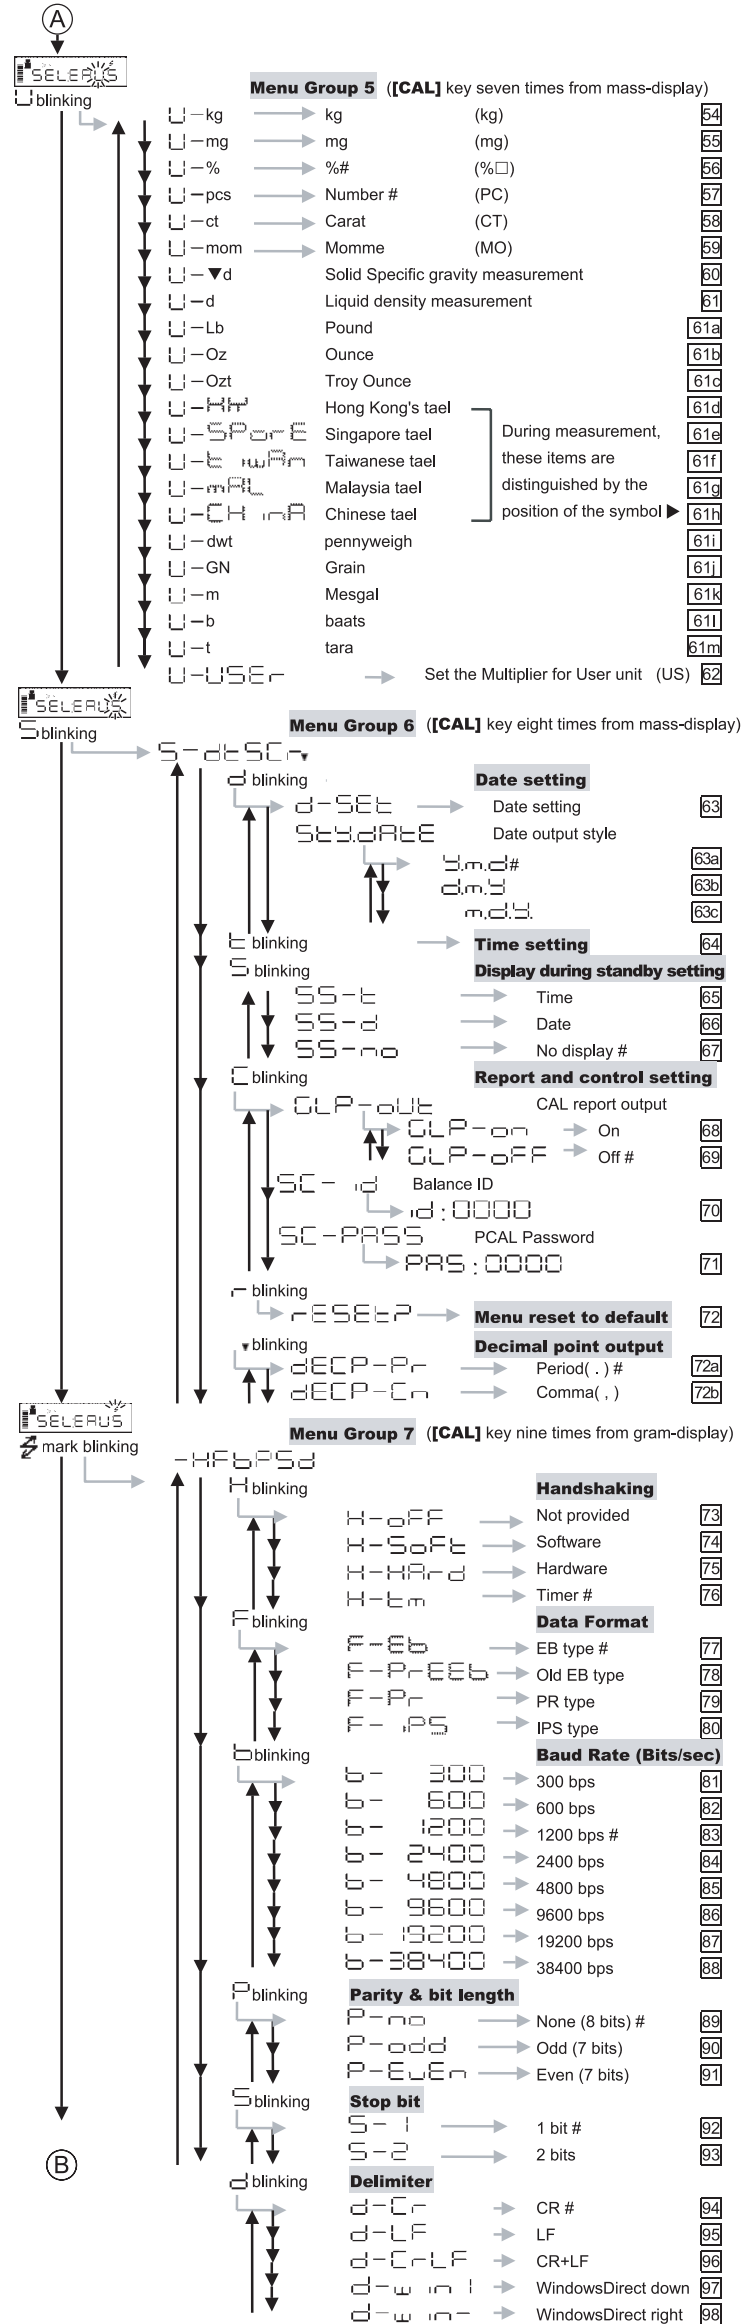 A
SELERUS
U blinking
Menu Group 5 ([CAL] key seven times from mass-display)
U–kg kg (kg) 54
U–mg mg (mg) 55
U–% %# (%□) 56
U–pcs Number # (PC) 57
U–ct Carat (CT) 58
U–mom Momme (MO) 59
U–▼d Solid Specific gravity measurement 60
U–d Liquid density measurement 61
U–Lb Pound 61a
U–Oz Ounce 61b
U–Ozt Troy Ounce 61c
U–HK Hong Kong's tael 61d
U–SPorE Singapore tael During measurement, 61e
U–t iwAn Taiwanese tael these items are 61f
U–mAL Malaysia tael distinguished by the 61g
U–CH inA Chinese tael position of the symbol ▶ 61h
U–dwt pennyweigh 61i
U–GN Grain 61j
U–m Mesgal 61k
U–b baats 61l
U–t tara 61m
U–USEr Set the Multiplier for User unit (US) 62
SELERUS
S blinking
Menu Group 6 ([CAL] key eight times from mass-display)
S–dtSCr▼
d blinking Date setting
d–SEt Date setting 63
StY.dAtE Date output style
Y.m.d# 63a
d.m.Y 63b
m.d.Y. 63c
t blinking Time setting 64
S blinking Display during standby setting
SS–t Time 65
SS–d Date 66
SS–no No display # 67
C blinking Report and control setting
GLP–oUt CAL report output
GLP–on On 68
GLP–oFF Off # 69
SC– id Balance ID
id:0000 70
SC–PASS PCAL Password
PAS:0000 71
r blinking
rESEt? Menu reset to default 72
▼ blinking Decimal point output
dECP–Pr Period( . ) # 72a
dECP–Cn Comma( , ) 72b
SELERUS
mark blinking
Menu Group 7 ([CAL] key nine times from gram-display)
–HFbPSd
H blinking Handshaking
H–oFF Not provided 73
H–SoFt Software 74
H–HArd Hardware 75
H–tm Timer # 76
F blinking Data Format
F–Eb EB type # 77
F–PrEEb Old EB type 78
F–Pr PR type 79
F– iPS IPS type 80
b blinking Baud Rate (Bits/sec)
b– 300 300 bps 81
b– 600 600 bps 82
b– 1200 1200 bps # 83
b– 2400 2400 bps 84
b– 4800 4800 bps 85
b– 9600 9600 bps 86
b–19200 19200 bps 87
b–38400 38400 bps 88
P blinking Parity & bit length
P–no None (8 bits) # 89
P–odd Odd (7 bits) 90
P–EvEn Even (7 bits) 91
S blinking Stop bit
S–1 1 bit # 92
S–2 2 bits 93
B
d blinking Delimiter
d–Cr CR # 94
d–LF LF 95
d–CrLF CR+LF 96
d–w in 1 WindowsDirect down 97
d–w in– WindowsDirect right 98